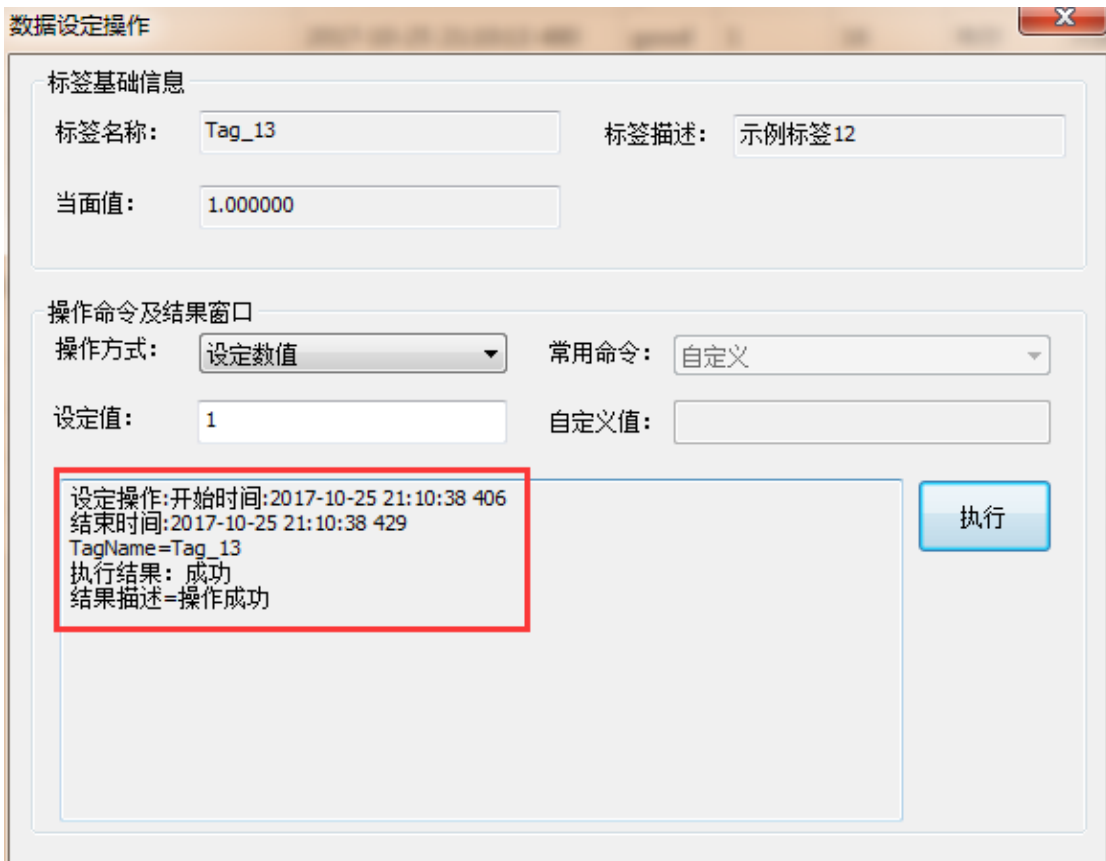 数据设定操作
标签基础信息
标签名称: Tag_13 标签描述: 示例标签12
当面值: 1.000000
操作命令及结果窗口
操作方式: 设定数值 常用命令: 自定义
设定值: 1 自定义值:
设定操作:开始时间:2017-10-25 21:10:38 406
结束时间:2017-10-25 21:10:38 429
TagName=Tag_13
执行结果: 成功
结果描述=操作成功
执行